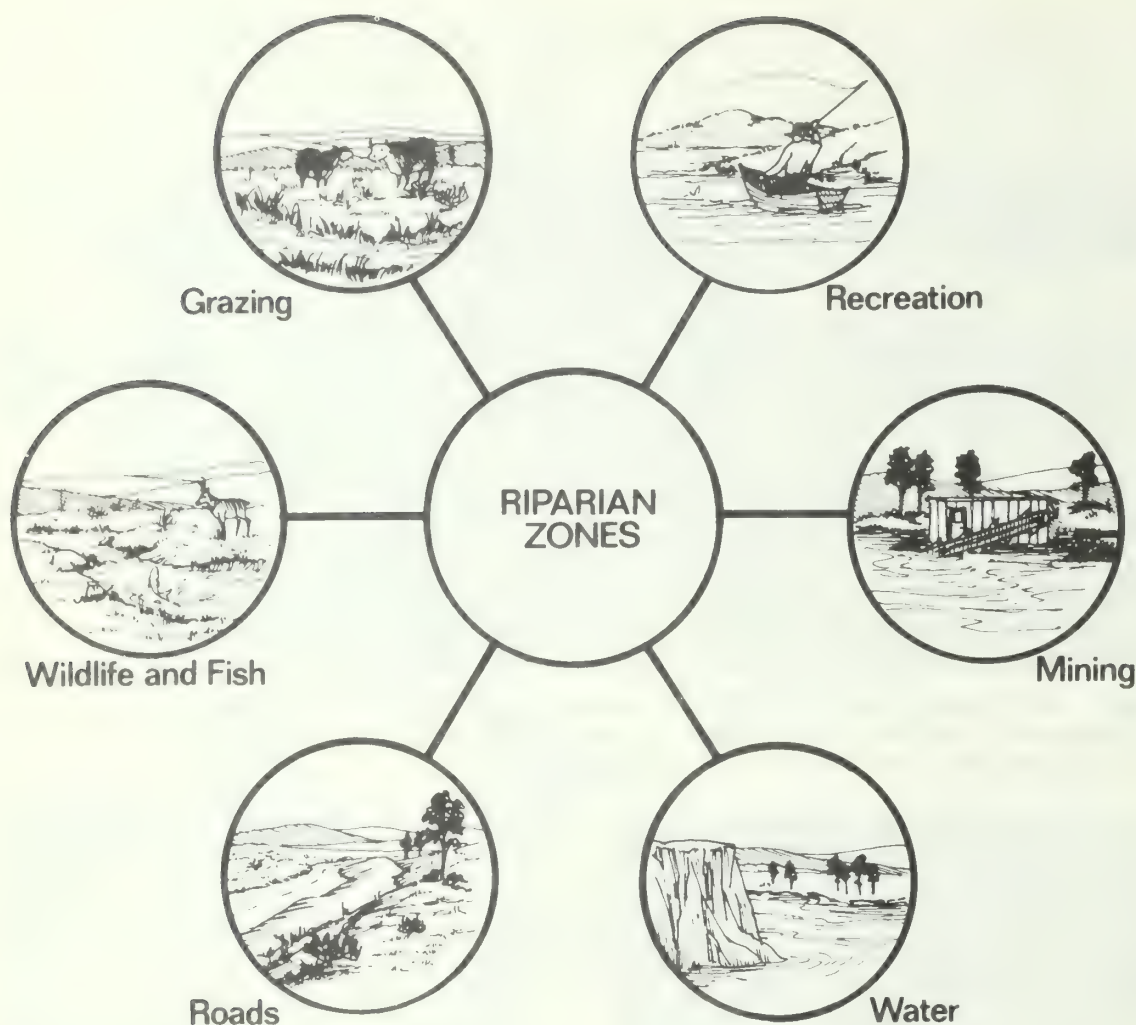 Grazing
Recreation
RIPARIAN
ZONES
Wildlife and Fish
Mining
Roads
Water